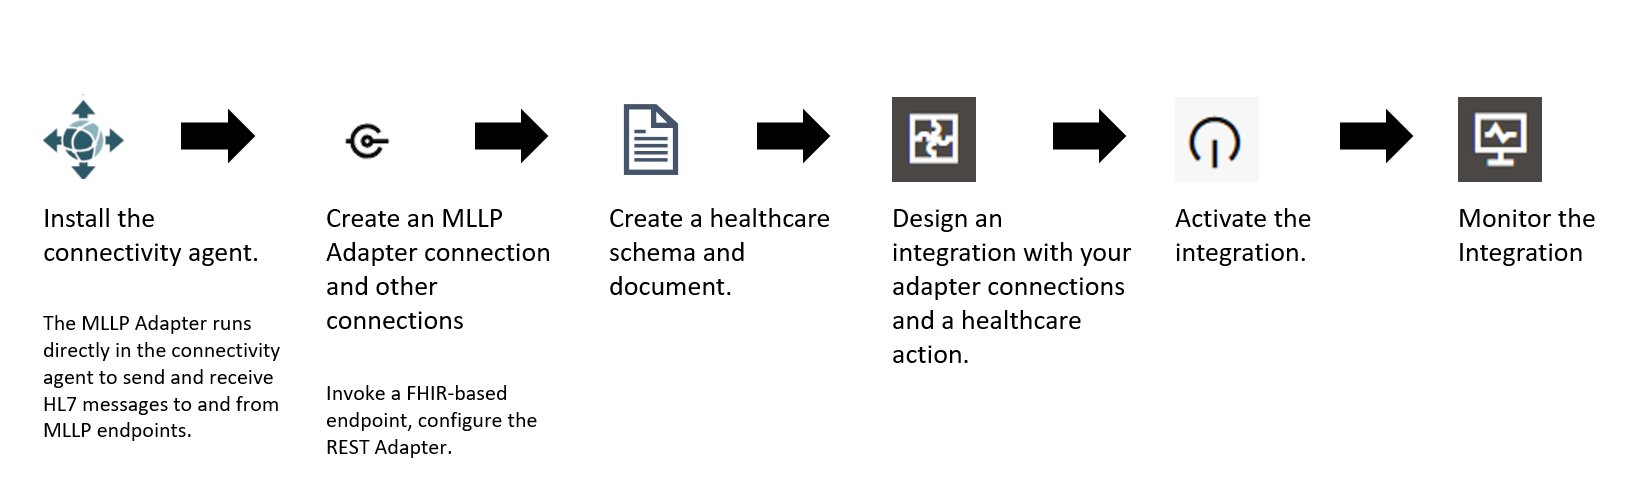 Install the
connectivity agent.
The MLLP Adapter runs
directly in the connectivity
agent to send and receive
HL7 messages to and from
MLLP endpoints.
Create an MLLP
Adapter connection
and other
connections
Invoke a FHIR-based
endpoint, configure the
REST Adapter.
Create a healthcare
schema and
document.
Design an
integration with your
adapter connections
and a healthcare
action.
Activate the
integration.
Monitor the
Integration